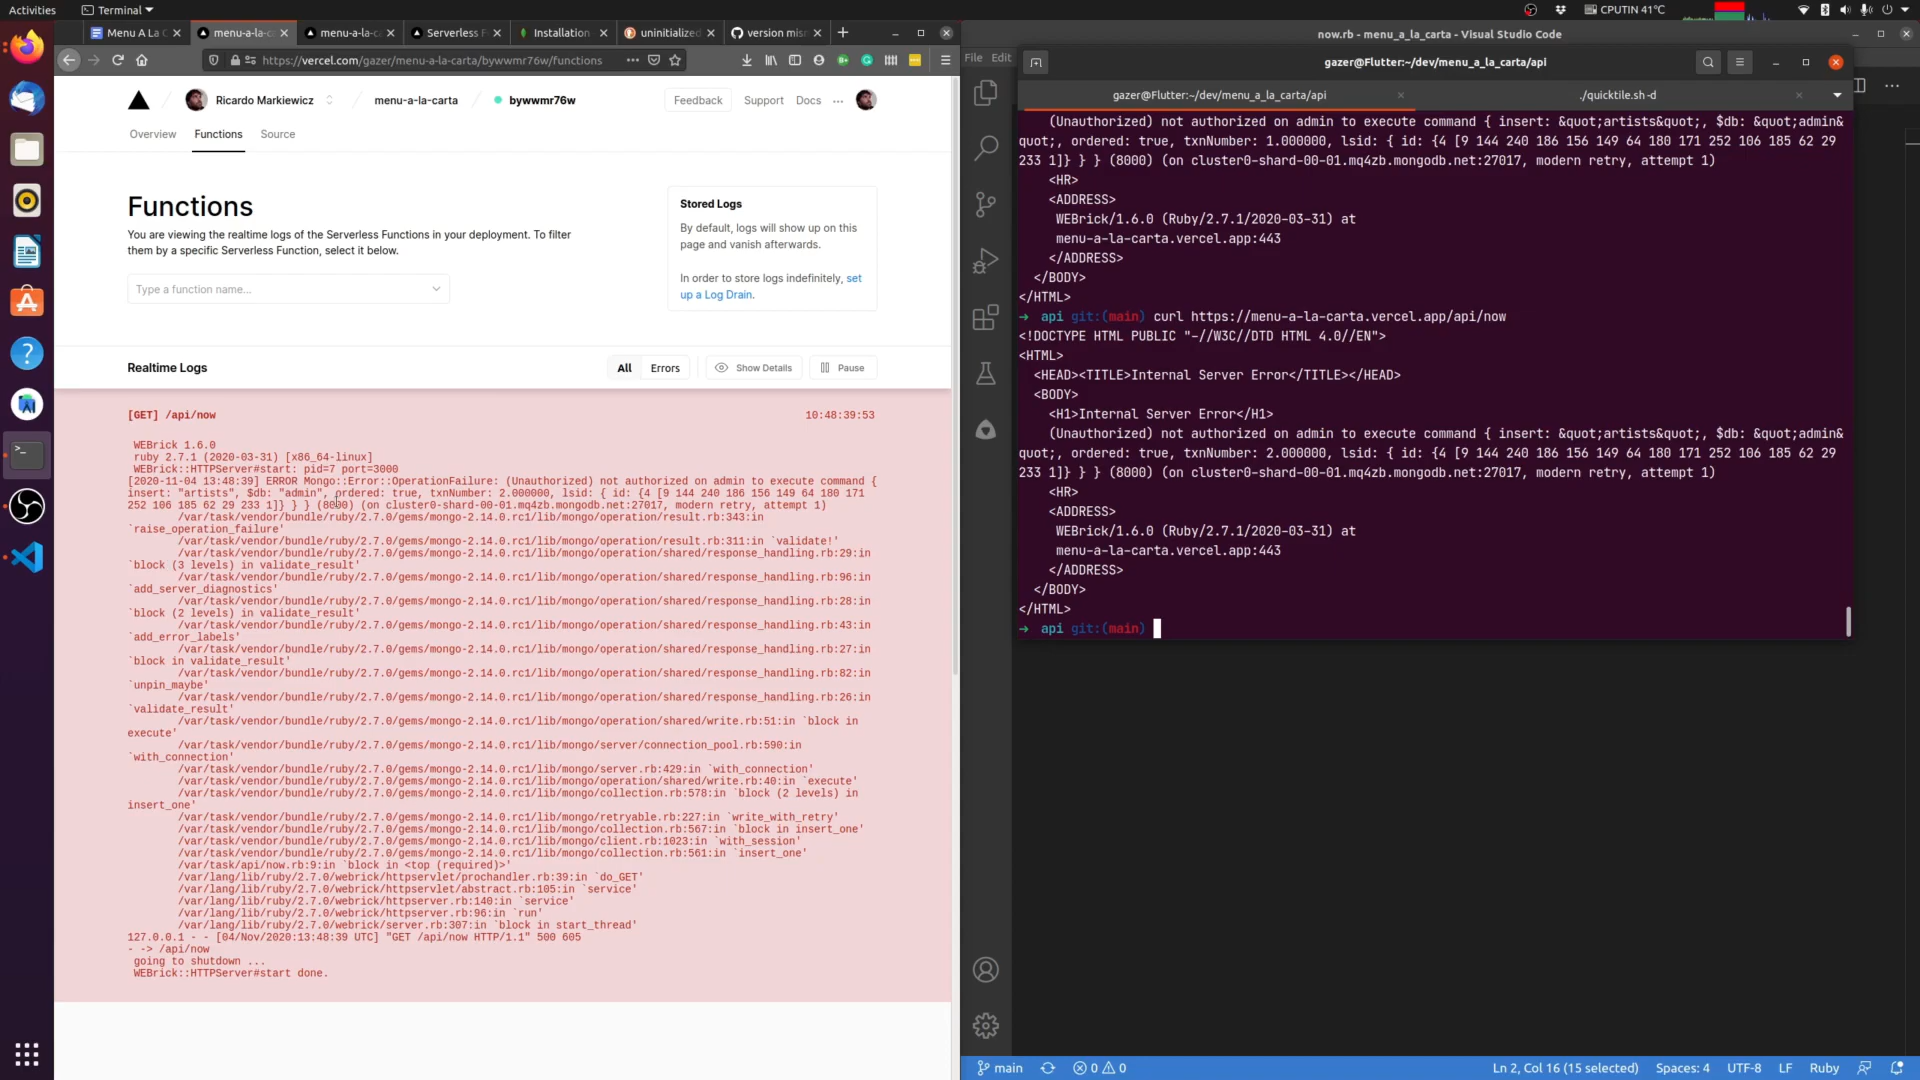 Activities
Terminal
CPUTIN 41°C
Menu A La C
menu-a-la-c
menu-a-la-ca
Serverless F
Installation
uninitialized
version mism
https://vercel.com/gazer/menu-a-la-carta/bywwmr76w/functions
Ricardo Markiewicz
menu-a-la-carta
bywwmr76w
Feedback
Support
Docs
Overview
Functions
Source
Functions
You are viewing the realtime logs of the Serverless Functions in your deployment. To filter
them by a specific Serverless Function, select it below.
Type a function name...
Stored Logs
By default, logs will show up on this
page and vanish afterwards.
In order to store logs indefinitely, set
up a Log Drain.
Realtime Logs
All
Errors
Show Details
Pause
[GET] /api/now
10:48:39:53
WEBrick 1.6.0
ruby 2.7.1 (2020-03-31) [x86_64-linux]
WEBrick::HTTPServer#start: pid=7 port=3000
[2020-11-04 13:48:39] ERROR Mongo::Error::OperationFailure: (Unauthorized) not authorized on admin to execute command {
insert: "artists", $db: "admin", ordered: true, txnNumber: 2.000000, lsid: { id: {4 [9 144 240 186 156 149 64 180 171
252 106 185 62 29 233 1]} } } (8000) (on cluster0-shard-00-01.mq4zb.mongodb.net:27017, modern retry, attempt 1)
/var/task/vendor/bundle/ruby/2.7.0/gems/mongo-2.14.0.rc1/lib/mongo/operation/result.rb:343:in
`raise_operation_failure'
/var/task/vendor/bundle/ruby/2.7.0/gems/mongo-2.14.0.rc1/lib/mongo/operation/result.rb:311:in `validate!'
/var/task/vendor/bundle/ruby/2.7.0/gems/mongo-2.14.0.rc1/lib/mongo/operation/shared/response_handling.rb:29:in
`block (3 levels) in validate_result'
/var/task/vendor/bundle/ruby/2.7.0/gems/mongo-2.14.0.rc1/lib/mongo/operation/shared/response_handling.rb:96:in
`add_server_diagnostics'
/var/task/vendor/bundle/ruby/2.7.0/gems/mongo-2.14.0.rc1/lib/mongo/operation/shared/response_handling.rb:28:in
`block (2 levels) in validate_result'
/var/task/vendor/bundle/ruby/2.7.0/gems/mongo-2.14.0.rc1/lib/mongo/operation/shared/response_handling.rb:43:in
`add_error_labels'
/var/task/vendor/bundle/ruby/2.7.0/gems/mongo-2.14.0.rc1/lib/mongo/operation/shared/response_handling.rb:27:in
`block in validate_result'
/var/task/vendor/bundle/ruby/2.7.0/gems/mongo-2.14.0.rc1/lib/mongo/operation/shared/response_handling.rb:82:in
`unpin_maybe'
/var/task/vendor/bundle/ruby/2.7.0/gems/mongo-2.14.0.rc1/lib/mongo/operation/shared/response_handling.rb:26:in
`validate_result'
/var/task/vendor/bundle/ruby/2.7.0/gems/mongo-2.14.0.rc1/lib/mongo/operation/shared/write.rb:51:in `block in
execute'
/var/task/vendor/bundle/ruby/2.7.0/gems/mongo-2.14.0.rc1/lib/mongo/server/connection_pool.rb:590:in
`with_connection'
/var/task/vendor/bundle/ruby/2.7.0/gems/mongo-2.14.0.rc1/lib/mongo/server.rb:429:in `with_connection'
/var/task/vendor/bundle/ruby/2.7.0/gems/mongo-2.14.0.rc1/lib/mongo/operation/shared/write.rb:40:in `execute'
/var/task/vendor/bundle/ruby/2.7.0/gems/mongo-2.14.0.rc1/lib/mongo/collection.rb:578:in `block (2 levels) in
insert_one'
/var/task/vendor/bundle/ruby/2.7.0/gems/mongo-2.14.0.rc1/lib/mongo/retryable.rb:227:in `write_with_retry'
/var/task/vendor/bundle/ruby/2.7.0/gems/mongo-2.14.0.rc1/lib/mongo/collection.rb:567:in `block in insert_one'
/var/task/vendor/bundle/ruby/2.7.0/gems/mongo-2.14.0.rc1/lib/mongo/client.rb:1023:in `with_session'
/var/task/vendor/bundle/ruby/2.7.0/gems/mongo-2.14.0.rc1/lib/mongo/collection.rb:561:in `insert_one'
/var/task/api/now.rb:9:in `block in <top (required)>'
/var/lang/lib/ruby/2.7.0/webrick/httpservlet/prochandler.rb:39:in `do_GET'
/var/lang/lib/ruby/2.7.0/webrick/httpservlet/abstract.rb:105:in `service'
/var/lang/lib/ruby/2.7.0/webrick/httpserver.rb:140:in `service'
/var/lang/lib/ruby/2.7.0/webrick/httpserver.rb:96:in `run'
/var/lang/lib/ruby/2.7.0/webrick/server.rb:307:in `block in start_thread'
127.0.0.1 - - [04/Nov/2020:13:48:39 UTC] "GET /api/now HTTP/1.1" 500 605
- -> /api/now
going to shutdown ...
WEBrick::HTTPServer#start done.
now.rb - menu_a_la_carta - Visual Studio Code
File Edit
gazer@Flutter:~/dev/menu_a_la_carta/api
gazer@Flutter:~/dev/menu_a_la_carta/api
./quicktile.sh -d
(Unauthorized) not authorized on admin to execute command { insert: &quot;artists&quot;, $db: &quot;admin&
quot;, ordered: true, txnNumber: 1.000000, lsid: { id: {4 [9 144 240 186 156 149 64 180 171 252 106 185 62 29
233 1]} } } (8000) (on cluster0-shard-00-01.mq4zb.mongodb.net:27017, modern retry, attempt 1)
<HR>
<ADDRESS>
WEBrick/1.6.0 (Ruby/2.7.1/2020-03-31) at
menu-a-la-carta.vercel.app:443
</ADDRESS>
</BODY>
</HTML>
→ api git:(main) curl https://menu-a-la-carta.vercel.app/api/now
<!DOCTYPE HTML PUBLIC "-//W3C//DTD HTML 4.0//EN">
<HTML>
<HEAD><TITLE>Internal Server Error</TITLE></HEAD>
<BODY>
<H1>Internal Server Error</H1>
(Unauthorized) not authorized on admin to execute command { insert: &quot;artists&quot;, $db: &quot;admin&
quot;, ordered: true, txnNumber: 2.000000, lsid: { id: {4 [9 144 240 186 156 149 64 180 171 252 106 185 62 29
233 1]} } } (8000) (on cluster0-shard-00-01.mq4zb.mongodb.net:27017, modern retry, attempt 1)
<HR>
<ADDRESS>
WEBrick/1.6.0 (Ruby/2.7.1/2020-03-31) at
menu-a-la-carta.vercel.app:443
</ADDRESS>
</BODY>
</HTML>
→ api git:(main)
main
0
0
Ln 2, Col 16 (15 selected)
Spaces: 4
UTF-8
LF
Ruby